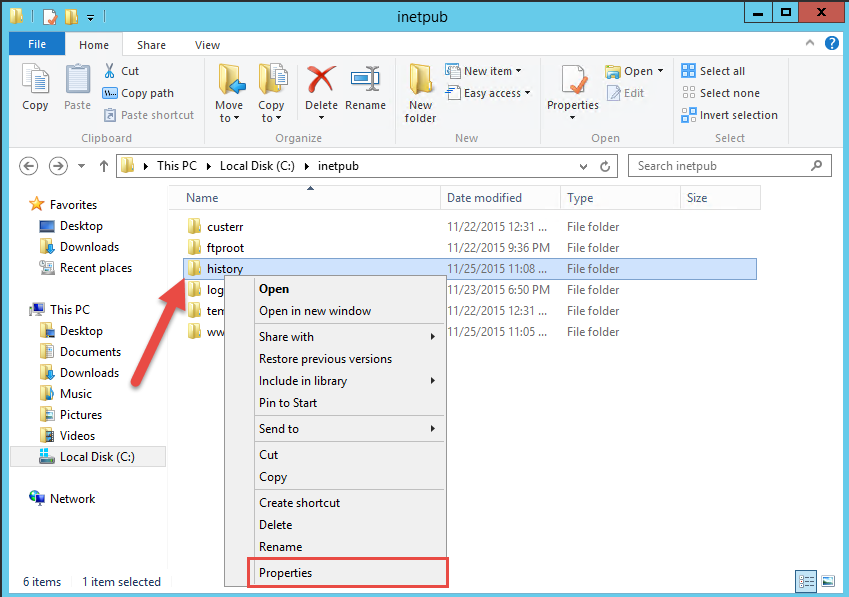 inetpub
File Home Share View
Copy
Paste
Cut
Copy path
Paste shortcut
Clipboard
Move to
Copy to
Delete
Rename
Organize
New folder
New item
Easy access
New
Properties
Open
Edit
Open
Select all
Select none
Invert selection
Select
This PC Local Disk (C:) inetpub
Search inetpub
Favorites
Desktop
Downloads
Recent places
This PC
Desktop
Documents
Downloads
Music
Pictures
Videos
Local Disk (C:)
Network
Name Date modified Type Size
custerr 11/22/2015 12:31 ... File folder
ftproot 11/22/2015 9:36 PM File folder
history 11/25/2015 11:08 ... File folder
log 11/23/2015 6:50 PM File folder
tem 11/22/2015 12:31 ... File folder
ww 11/25/2015 11:05 ... File folder
Open
Open in new window
Share with
Restore previous versions
Include in library
Pin to Start
Send to
Cut
Copy
Create shortcut
Delete
Rename
Properties
6 items 1 item selected